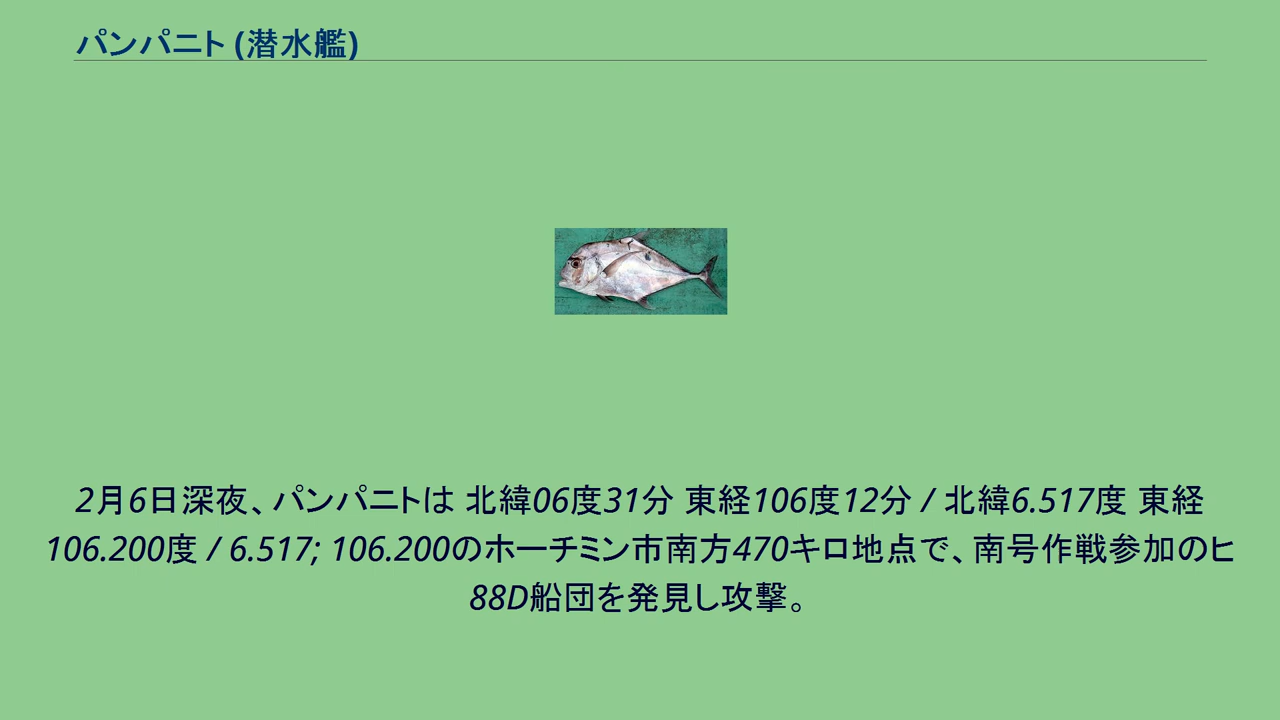 パンパニト (潜水艦)
2月6日深夜、パンパニトは 北緯06度31分 東経106度12分 / 北緯6.517度 東経
106.200度 / 6.517; 106.200のホーチミン市南方470キロ地点で、南号作戦参加のヒ
88D船団を発見し攻撃。